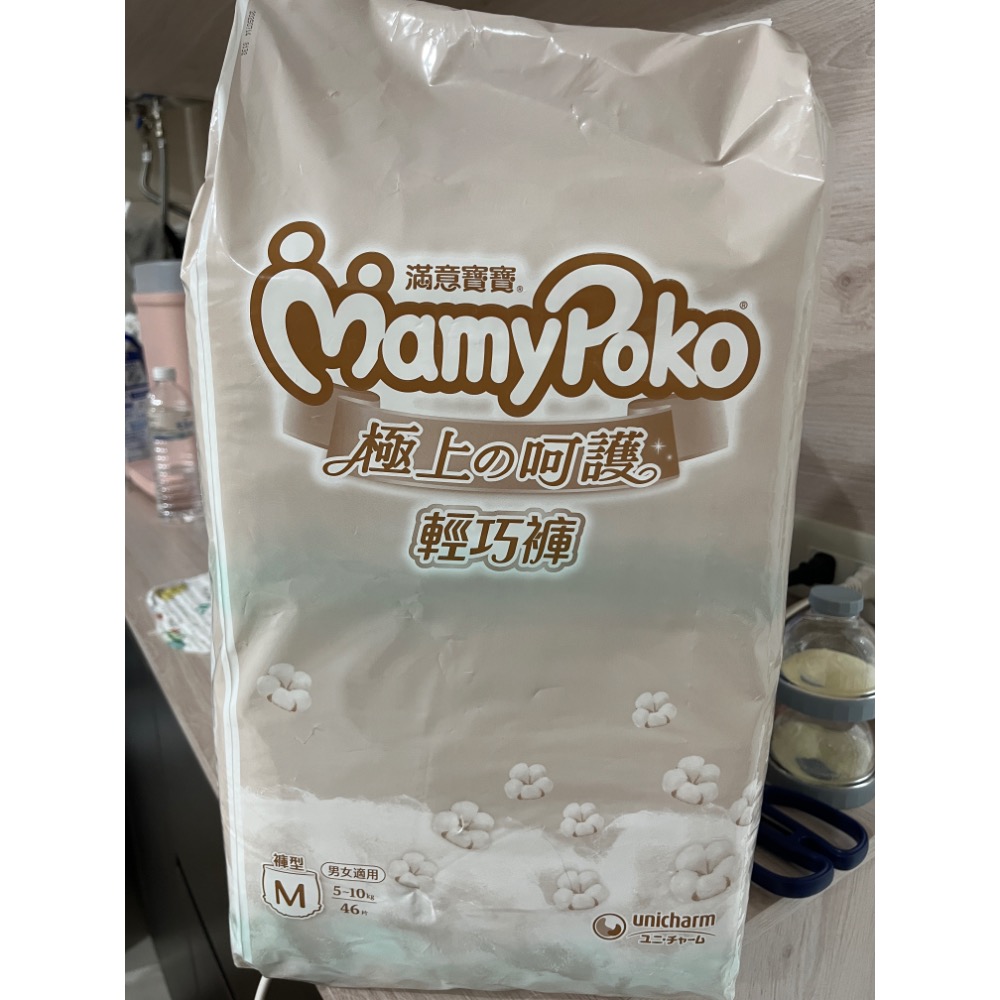 滿意寶寶®
MamyPoko®
極上の呵護
輕巧褲
褲型
M
男女適用
5-10kg
46片
unicharm
ユニ・チャーム